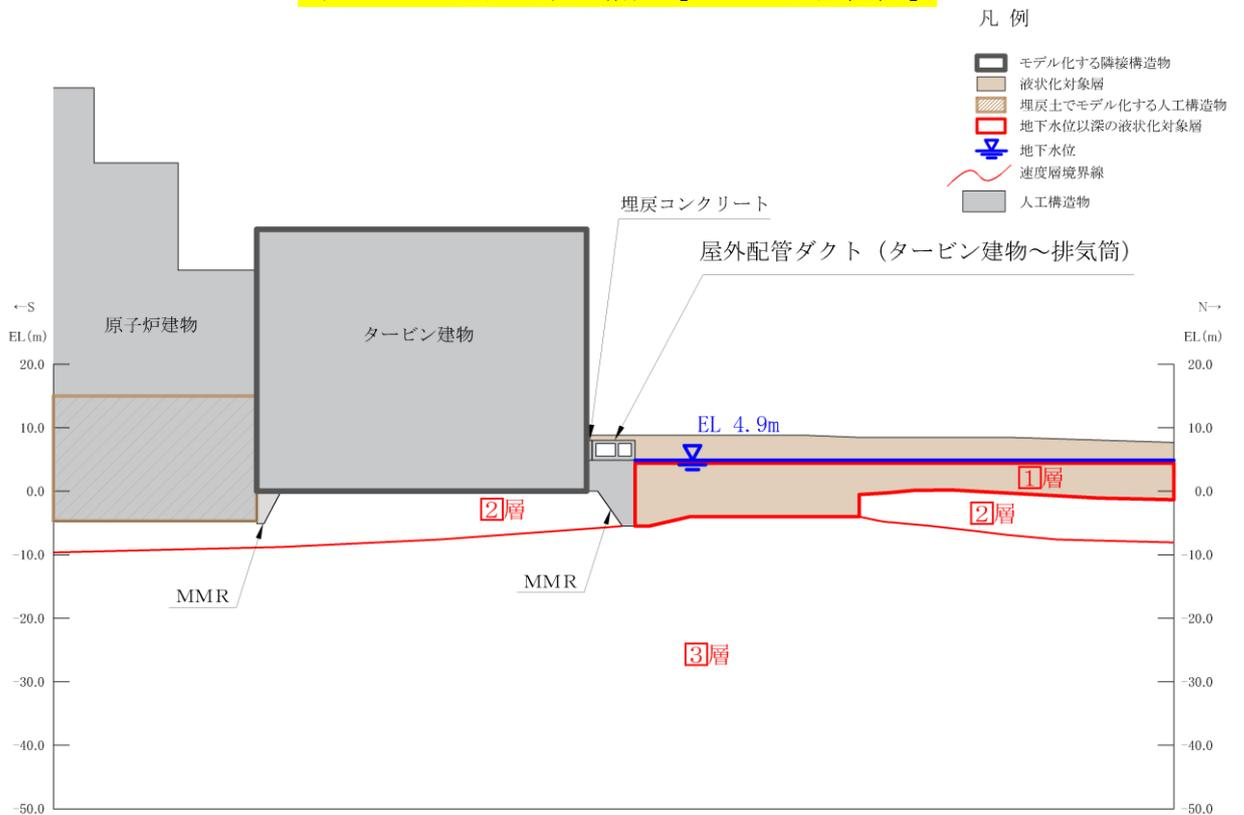 凡 例
モデル化する隣接構造物
液状化対象層
埋戻土でモデル化する人工構造物
地下水位以深の液状化対象層
地下水位
速度層境界線
人工構造物
埋戻コンクリート
屋外配管ダクト（タービン建物～排気筒）
←S
N→
EL(m)
EL(m)
原子炉建物
タービン建物
20.0
20.0
10.0
EL 4.9m
10.0
0.0
①層
0.0
②層
②層
-10.0
-10.0
MMR
MMR
-20.0
-20.0
③層
-30.0
-30.0
-40.0
-40.0
-50.0
-50.0